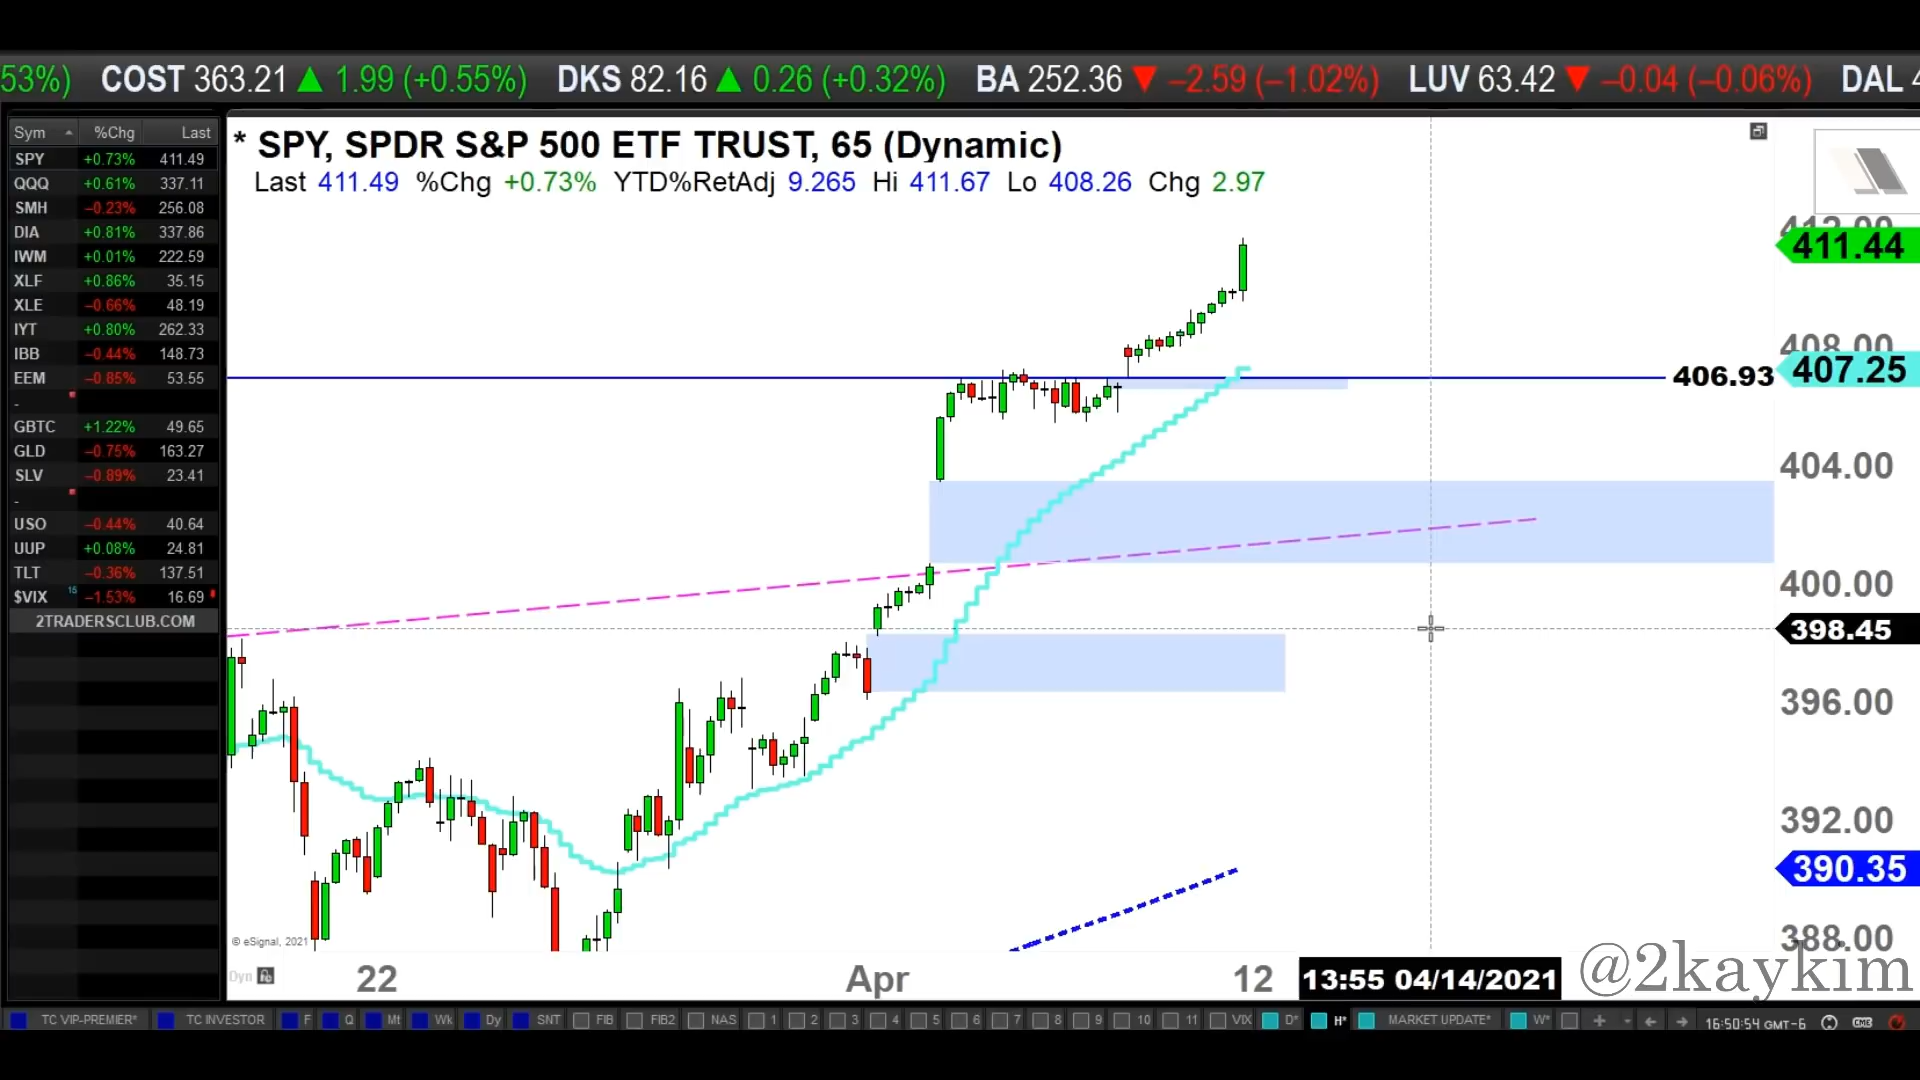 53%) COST 363.21 ▲ 1.99 (+0.55%) DKS 82.16 ▲ 0.26 (+0.32%) BA 252.36 ▼ –2.59 (–1.02%) LUV 63.42 ▼ –0.04 (–0.06%) DAL
Sym %Chg Last
SPY +0.73% 411.49
QQQ +0.61% 337.11
SMH –0.23% 256.08
DIA +0.81% 337.86
IWM +0.01% 222.59
XLF +0.86% 35.15
XLE –0.66% 48.19
IYT +0.80% 262.33
IBB –0.44% 148.73
EEM –0.85% 53.55
-
GBTC +1.22% 49.65
GLD –0.75% 163.27
SLV –0.89% 23.41
-
USO –0.44% 40.64
UUP +0.08% 24.81
TLT –0.36% 137.51
$VIX 15 –1.53% 16.69
2TRADERSCLUB.COM
* SPY, SPDR S&P 500 ETF TRUST, 65 (Dynamic)
Last 411.49 %Chg +0.73% YTD%RetAdj 9.265 Hi 411.67 Lo 408.26 Chg 2.97
412.00
411.44
408.00
406.93
407.25
404.00
400.00
398.45
396.00
392.00
390.35
388.00
© eSignal, 2021
Dyn
22 Apr 12 13:55 04/14/2021
@2kaykim
TC VIP-PREMIER* TC INVESTOR F Q Mt Wk Dy SNT FIB FIB2 NAS 1 2 3 4 5 6 7 8 9 10 11 VIX D* H* MARKET UPDATE* W* 16:50:54 GMT-6 CME